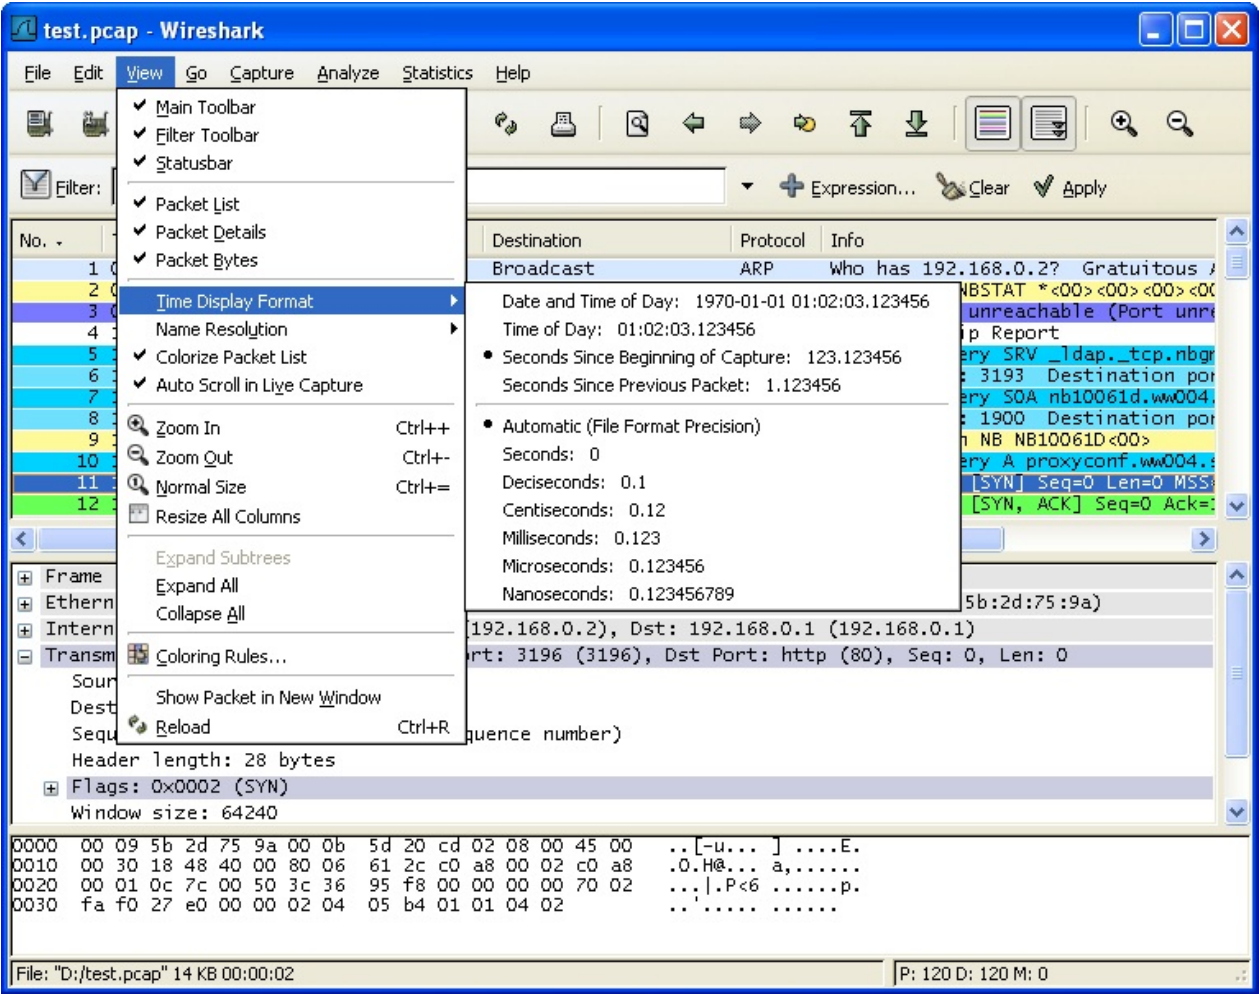 test.pcap - Wireshark
File Edit View Go Capture Analyze Statistics Help
Main Toolbar
Filter Toolbar
Statusbar
Filter:
Expression... Clear Apply
Packet List
Packet Details
Packet Bytes
No. Destination Protocol Info
1 Broadcast ARP Who has 192.168.0.2? Gratuitous
2 NBSTAT *<00><00><00><00
3 unreachable (Port unre
4 Report
5 SRV _ldap._tcp.nbgm
6 3193 Destination por
7 SOA nb10061d.ww004.
8 1900 Destination por
9 NB NB10061D<00>
10 A proxyconf.ww004.s
11 [SYN] Seq=0 Len=0 MSS
12 [SYN, ACK] Seq=0 Ack=1
Time Display Format
Name Resolution
Colorize Packet List
Auto Scroll in Live Capture
Zoom In Ctrl++
Zoom Out Ctrl+-
Normal Size Ctrl+=
Resize All Columns
Expand Subtrees
Expand All
Collapse All
Coloring Rules...
Show Packet in New Window
Reload Ctrl+R
Date and Time of Day: 1970-01-01 01:02:03.123456
Time of Day: 01:02:03.123456
Seconds Since Beginning of Capture: 123.123456
Seconds Since Previous Packet: 1.123456
Automatic (File Format Precision)
Seconds: 0
Deciseconds: 0.1
Centiseconds: 0.12
Milliseconds: 0.123
Microseconds: 0.123456
Nanoseconds: 0.123456789
Frame
Ethern 5b:2d:75:9a)
Intern (192.168.0.2), Dst: 192.168.0.1 (192.168.0.1)
Transm rt: 3196 (3196), Dst Port: http (80), Seq: 0, Len: 0
Sour
Dest
Sequ quence number)
Header length: 28 bytes
Flags: 0x0002 (SYN)
Window size: 64240
0000 00 09 5b 2d 75 9a 00 0b 5d 20 cd 02 08 00 45 00 ..[-u... ] ....E.
0010 00 30 18 48 40 00 80 06 61 2c c0 a8 00 02 c0 a8 .0.H@... a,......
0020 00 01 0c 7c 00 50 3c 36 95 f8 00 00 00 00 70 02 ...|.P<6 ......p.
0030 fa f0 27 e0 00 00 02 04 05 b4 01 01 04 02 ..'..... ......
File: "D:/test.pcap" 14 KB 00:00:02
P: 120 D: 120 M: 0